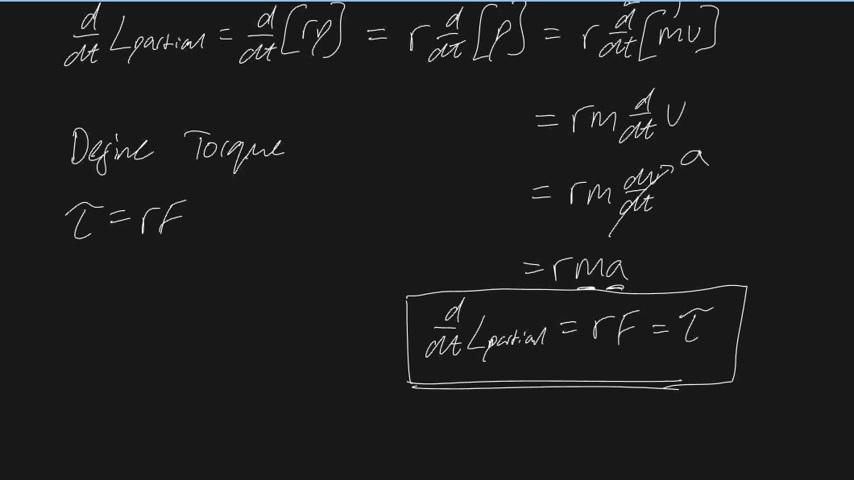 d/dt L_partial = d/dt [rp] = r d/dt [p] = r d/dt [mv]
= rm d/dt v
Define Torque
= rm dv/dt a
τ = rF
= rma
d/dt L_partial = rF = τ